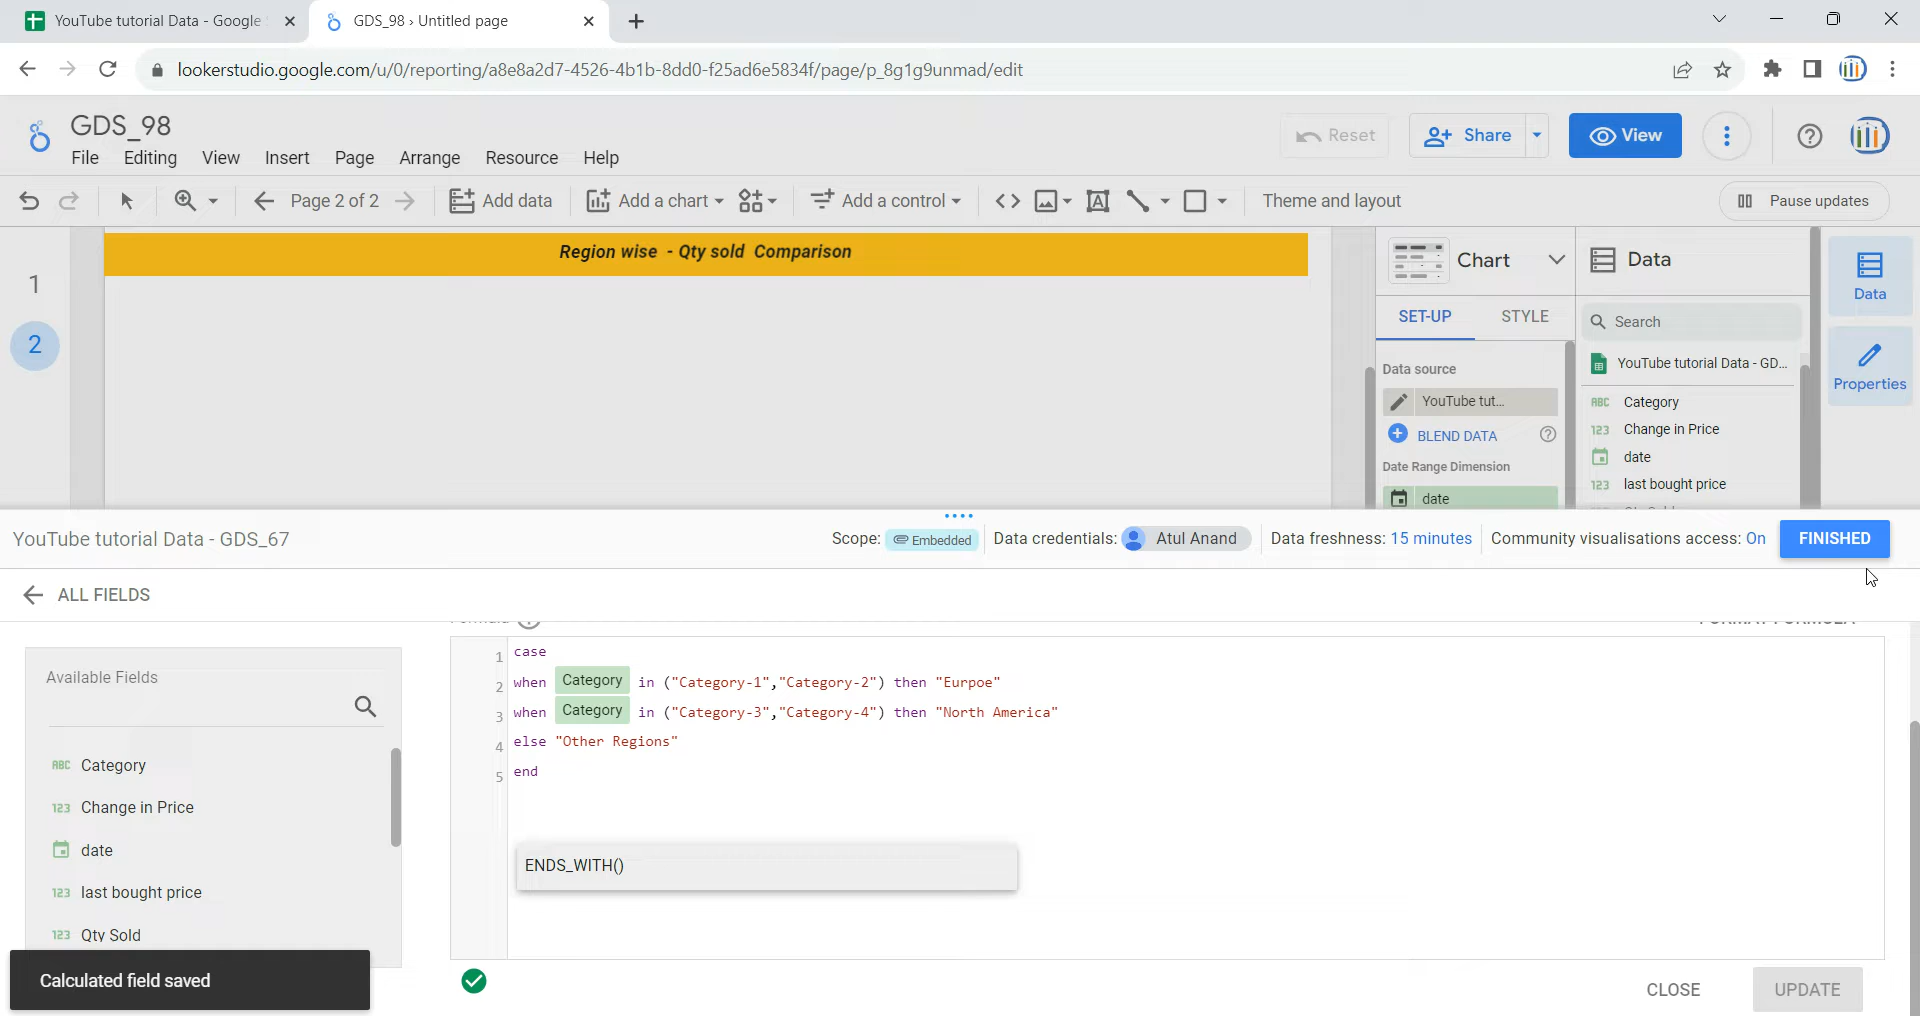 YouTube tutorial Data - Google
GDS_98 › Untitled page
lookerstudio.google.com/u/0/reporting/a8e8a2d7-4526-4b1b-8dd0-f25ad6e5834f/page/p_8g1g9unmad/edit
GDS_98
File Editing View Insert Page Arrange Resource Help
Reset Share View
Page 2 of 2 Add data Add a chart Add a control Theme and layout Pause updates
Region wise - Qty sold Comparison
1
2
Chart
SET-UP STYLE
Data source
YouTube tut...
BLEND DATA
Date Range Dimension
date
Data
Search
YouTube tutorial Data - GD...
ABC Category
123 Change in Price
date
123 last bought price
Data
Properties
YouTube tutorial Data - GDS_67
Scope: Embedded Data credentials: Atul Anand Data freshness: 15 minutes Community visualisations access: On FINISHED
ALL FIELDS
Available Fields
ABC Category
123 Change in Price
date
123 last bought price
123 Qty Sold
1 case
2 when Category in ("Category-1","Category-2") then "Eurpoe"
3 when Category in ("Category-3","Category-4") then "North America"
4 else "Other Regions"
5 end
ENDS_WITH()
Calculated field saved
CLOSE UPDATE